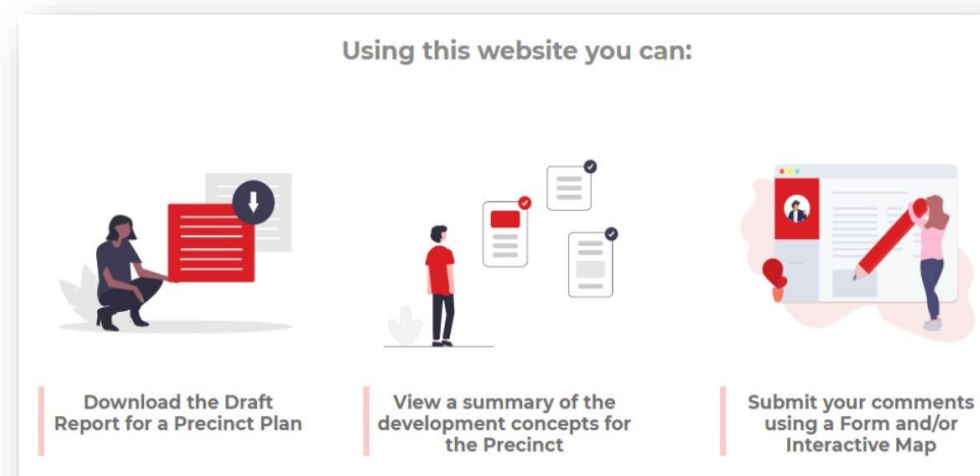 Using this website you can:
Download the Draft
Report for a Precinct Plan
View a summary of the
development concepts for
the Precinct
Submit your comments
using a Form and/or
Interactive Map